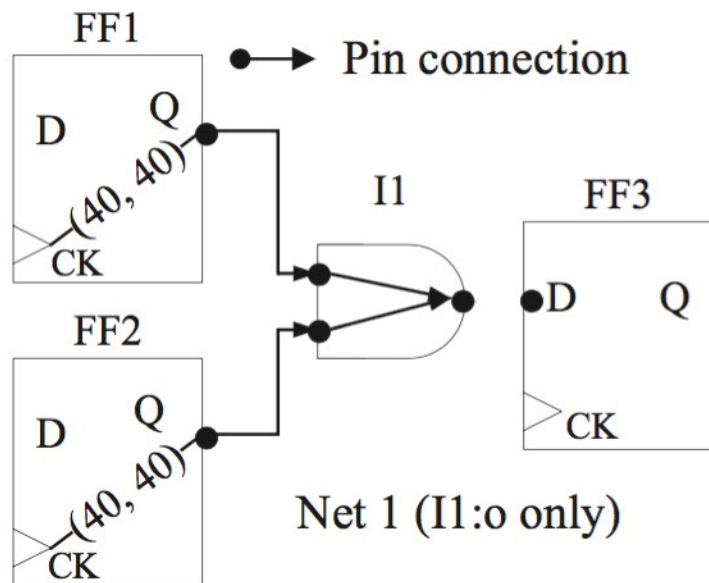 FF1
Pin connection
D
Q
(40, 40)
CK
I1
FF3
D
Q
CK
FF2
D
Q
(40, 40)
CK
Net 1 (I1:o only)